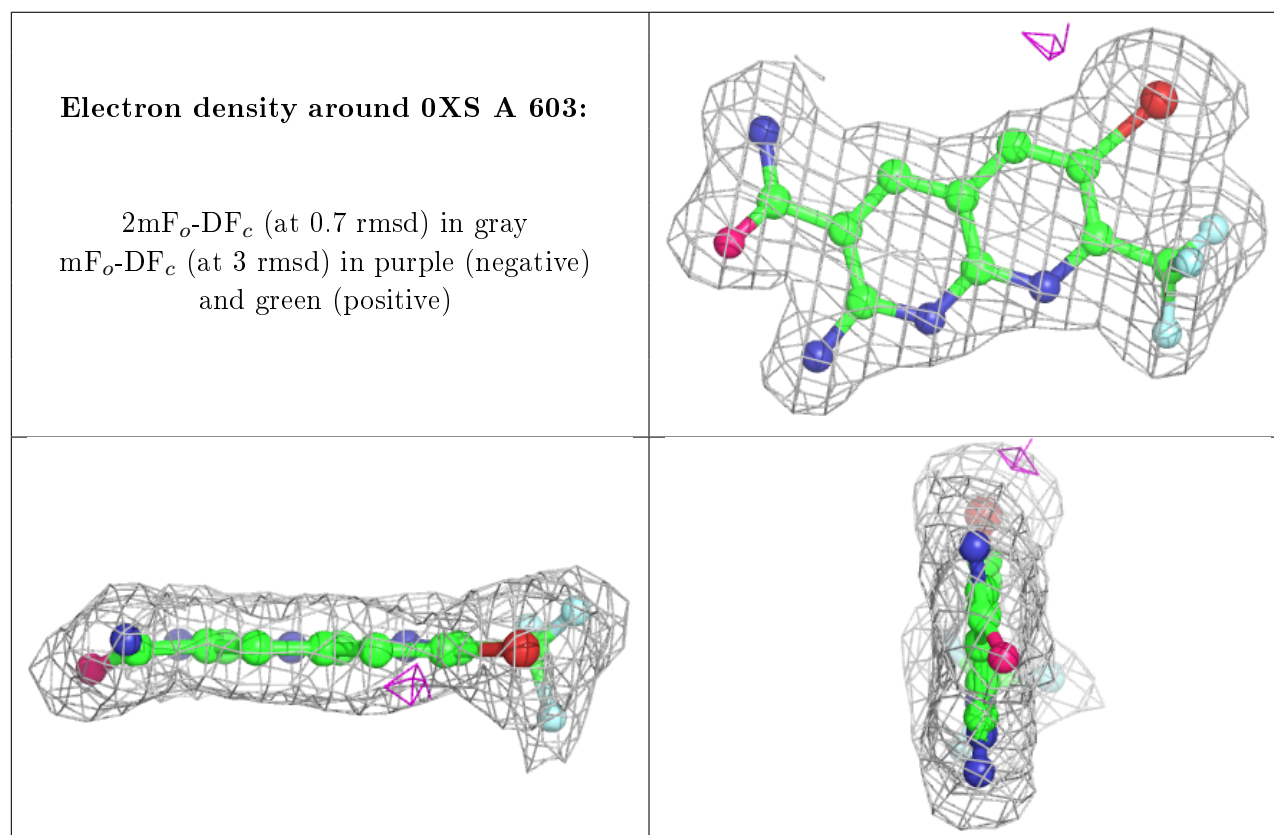 Electron density around 0XS A 603:
2mFₒ-DF𝒸 (at 0.7 rmsd) in gray
mFₒ-DF𝒸 (at 3 rmsd) in purple (negative)
and green (positive)